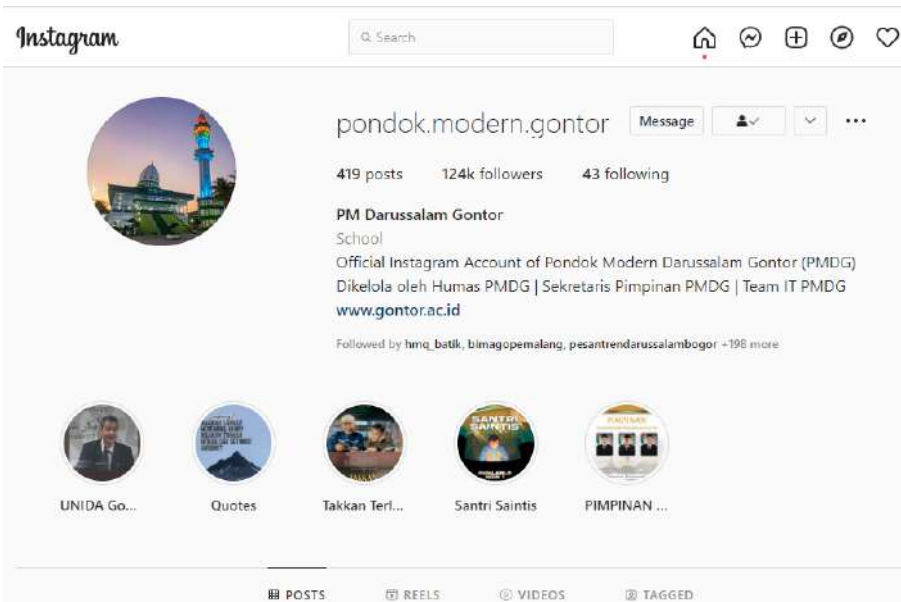 Instagram
Search
pondok.modern.gontor Message
419 posts 124k followers 43 following
PM Darussalam Gontor
School
Official Instagram Account of Pondok Modern Darussalam Gontor (PMDG)
Dikelola oleh Humas PMDG | Sekretaris Pimpinan PMDG | Team IT PMDG
www.gontor.ac.id
Followed by hmq_batik, bimagopemalang, pesantrendarussalambogor +198 more
SANTRI
SAINTIS
UNIDA Go... Quotes Takkan Terl... Santri Saintis PIMPINAN ...
POSTS REELS VIDEOS TAGGED